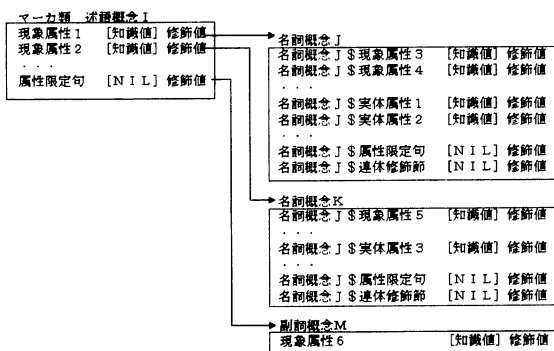 マーカ類 述語概念I
現象属性1 [知識値] 修飾値
現象属性2 [知識値] 修飾値
・・・
属性限定句 [NIL] 修飾値
名詞概念J
名詞概念J$現象属性3 [知識値] 修飾値
名詞概念J$現象属性4 [知識値] 修飾値
・・・
名詞概念J$実体属性1 [知識値] 修飾値
名詞概念J$実体属性2 [知識値] 修飾値
・・・
名詞概念J$属性限定句 [NIL] 修飾値
名詞概念J$連体修飾節 [NIL] 修飾値
名詞概念K
名詞概念J$現象属性5 [知識値] 修飾値
・・・
名詞概念J$実体属性3 [知識値] 修飾値
・・・
名詞概念J$属性限定句 [NIL] 修飾値
名詞概念J$連体修飾節 [NIL] 修飾値
副詞概念M
現象属性6 [知識値] 修飾値